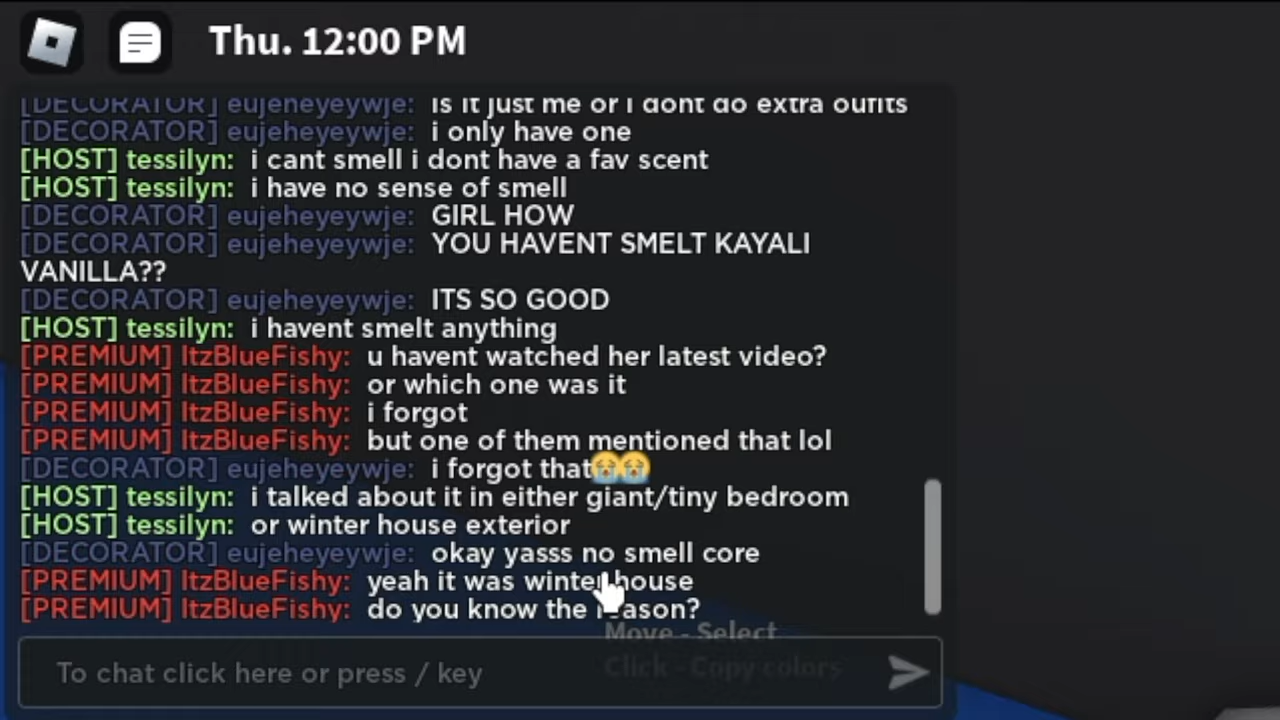 Thu. 12:00 PM
[DECORATOR] eujeheyeywje: is it just me or i dont do extra oufits
[DECORATOR] eujeheyeywje: i only have one
[HOST] tessilyn: i cant smell i dont have a fav scent
[HOST] tessilyn: i have no sense of smell
[DECORATOR] eujeheyeywje: GIRL HOW
[DECORATOR] eujeheyeywje: YOU HAVENT SMELT KAYALI
VANILLA??
[DECORATOR] eujeheyeywje: ITS SO GOOD
[HOST] tessilyn: i havent smelt anything
[PREMIUM] ItzBlueFishy: u havent watched her latest video?
[PREMIUM] ItzBlueFishy: or which one was it
[PREMIUM] ItzBlueFishy: i forgot
[PREMIUM] ItzBlueFishy: but one of them mentioned that lol
[DECORATOR] eujeheyeywje: i forgot that😭😭
[HOST] tessilyn: i talked about it in either giant/tiny bedroom
[HOST] tessilyn: or winter house exterior
[DECORATOR] eujeheyeywje: okay yasss no smell core
[PREMIUM] ItzBlueFishy: yeah it was winter house
[PREMIUM] ItzBlueFishy: do you know the reason?
Move - Select
Click - Copy colors
To chat click here or press / key